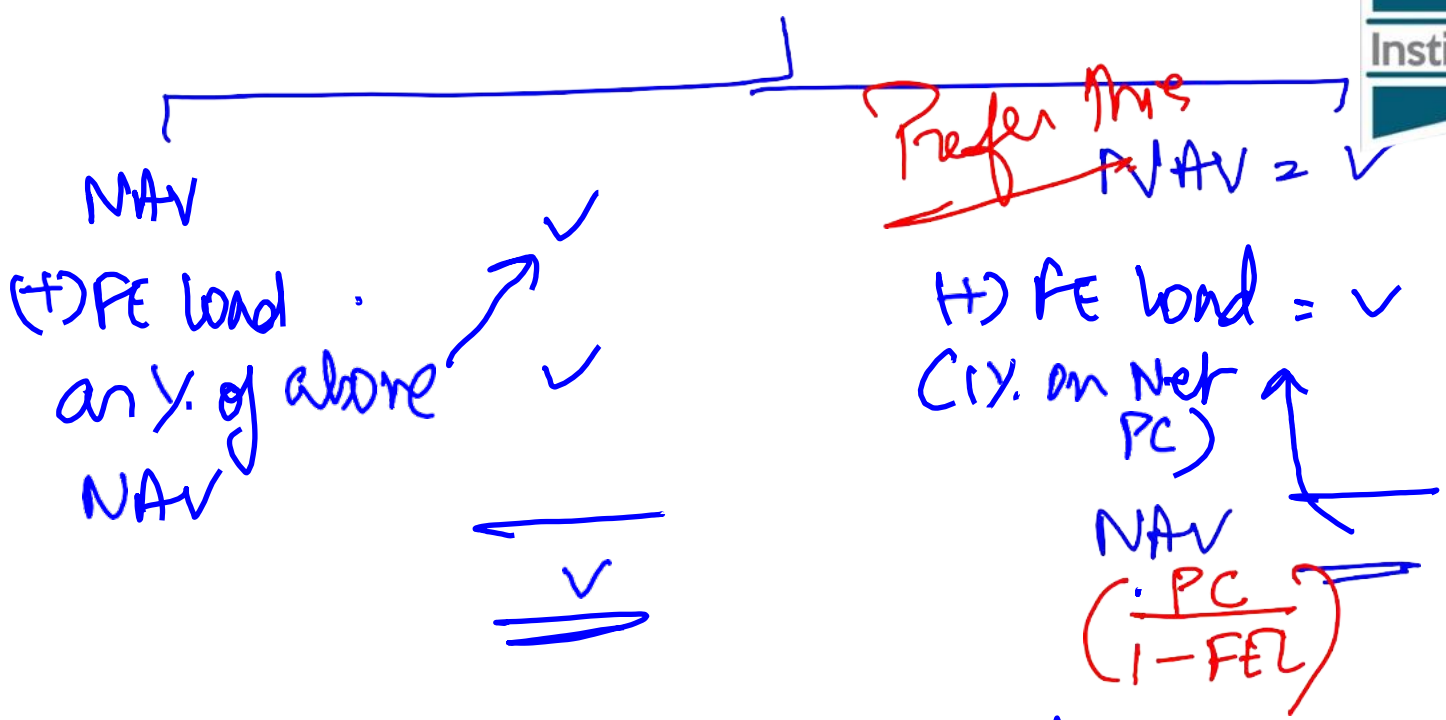 Insti
Prefer this
NAV
NAV = ✓
✓
(+) FE load
(+) FE load = ✓
an %. of above
✓
(1%. on Net
PC)
NAV
NAV
✓
(PC
1 - FEL)